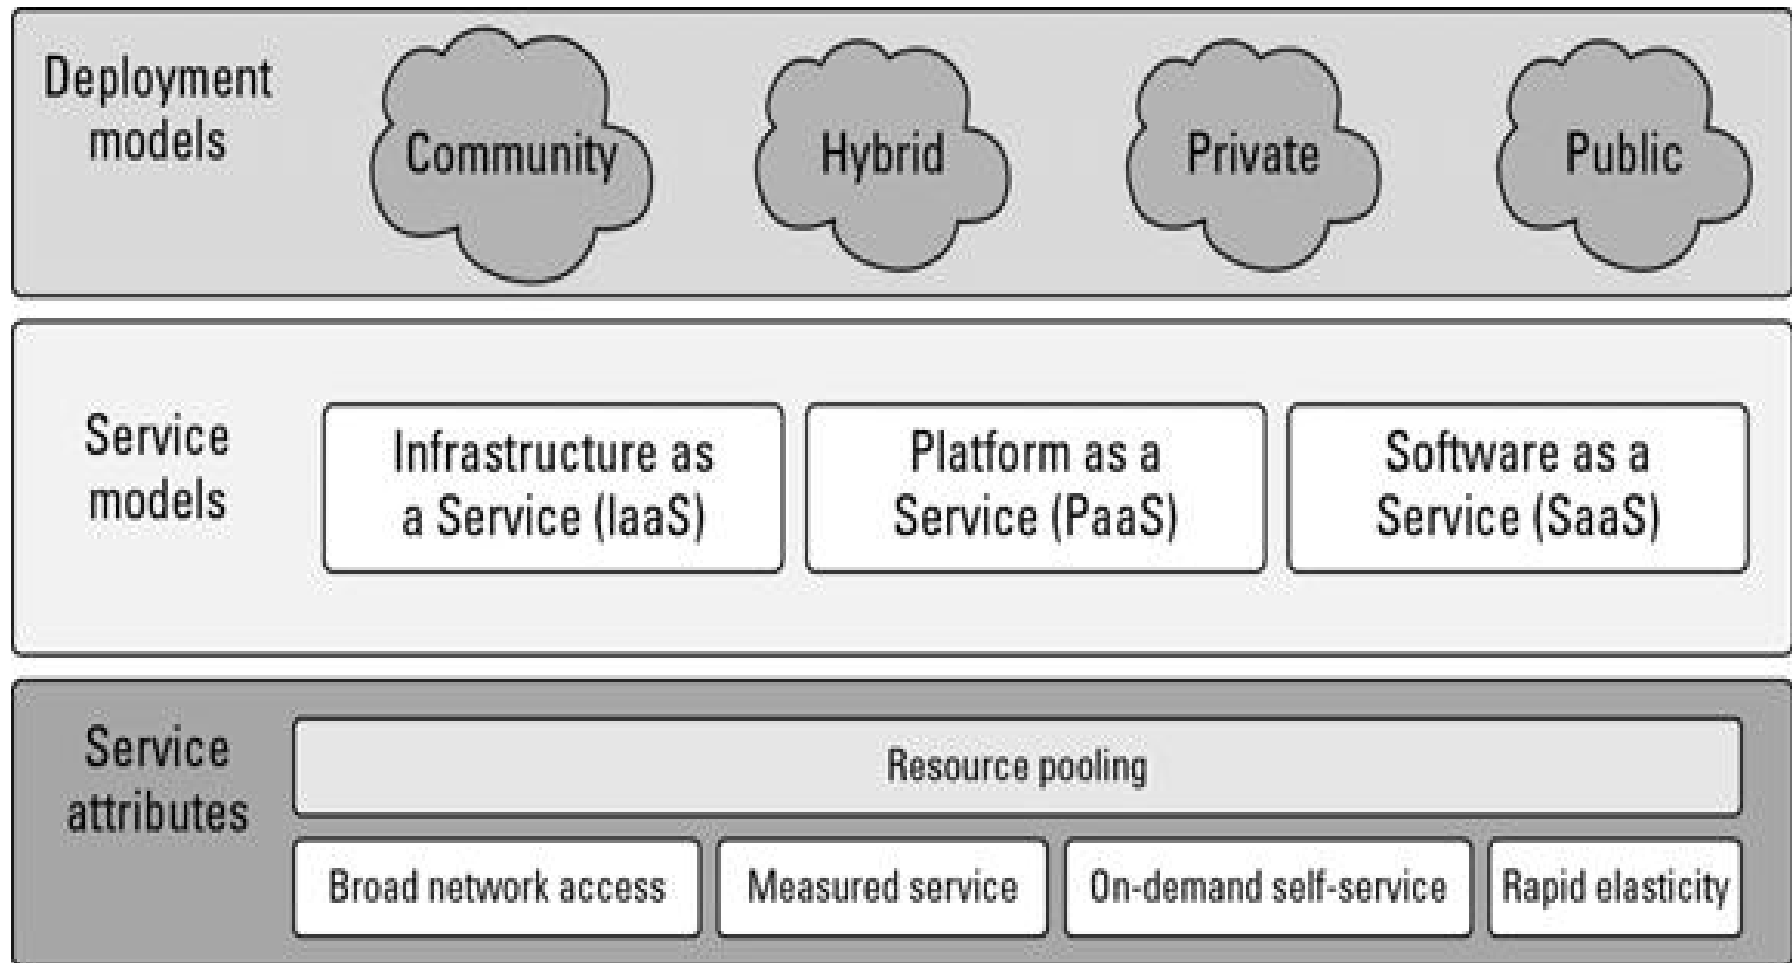 Deployment
models
Community
Hybrid
Private
Public
Service
models
Infrastructure as
a Service (IaaS)
Platform as a
Service (PaaS)
Software as a
Service (SaaS)
Service
attributes
Resource pooling
Broad network access
Measured service
On-demand self-service
Rapid elasticity